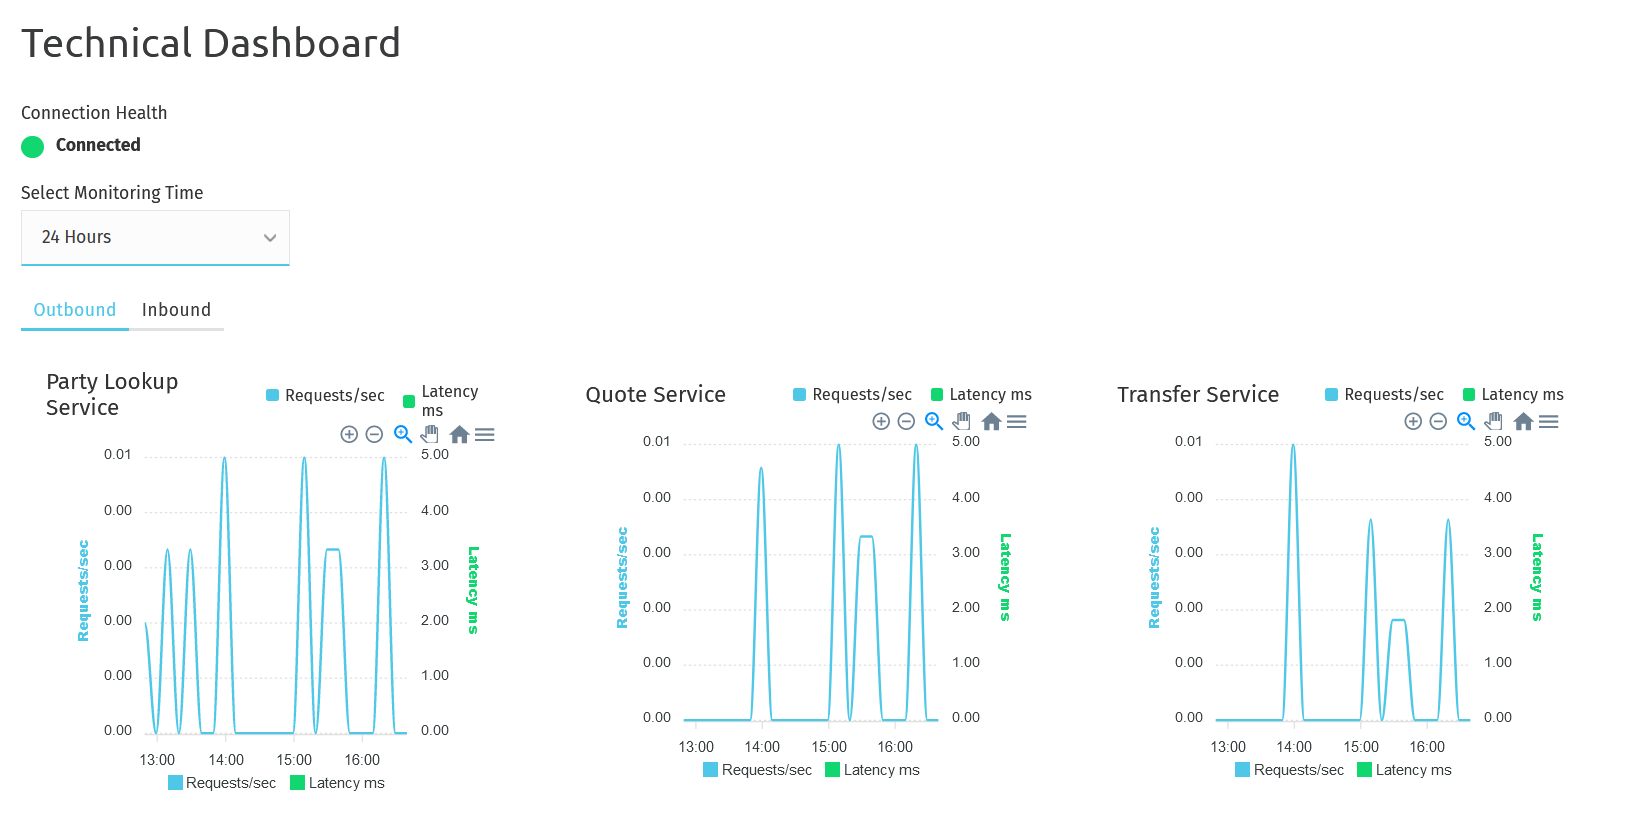 Technical Dashboard
Connection Health
Connected
Select Monitoring Time
24 Hours
Outbound Inbound
Party Lookup
Service
Requests/sec
Latency
ms
0.01
0.00
0.00
0.00
0.00
0.00
Requests/sec
5.00
4.00
3.00
2.00
1.00
0.00
Latency ms
13:00 14:00 15:00 16:00
Requests/sec Latency ms
Quote Service
Requests/sec Latency ms
0.01
0.00
0.00
0.00
0.00
0.00
Requests/sec
5.00
4.00
3.00
2.00
1.00
0.00
Latency ms
13:00 14:00 15:00 16:00
Requests/sec Latency ms
Transfer Service
Requests/sec Latency ms
0.01
0.00
0.00
0.00
0.00
0.00
Requests/sec
5.00
4.00
3.00
2.00
1.00
0.00
Latency ms
13:00 14:00 15:00 16:00
Requests/sec Latency ms